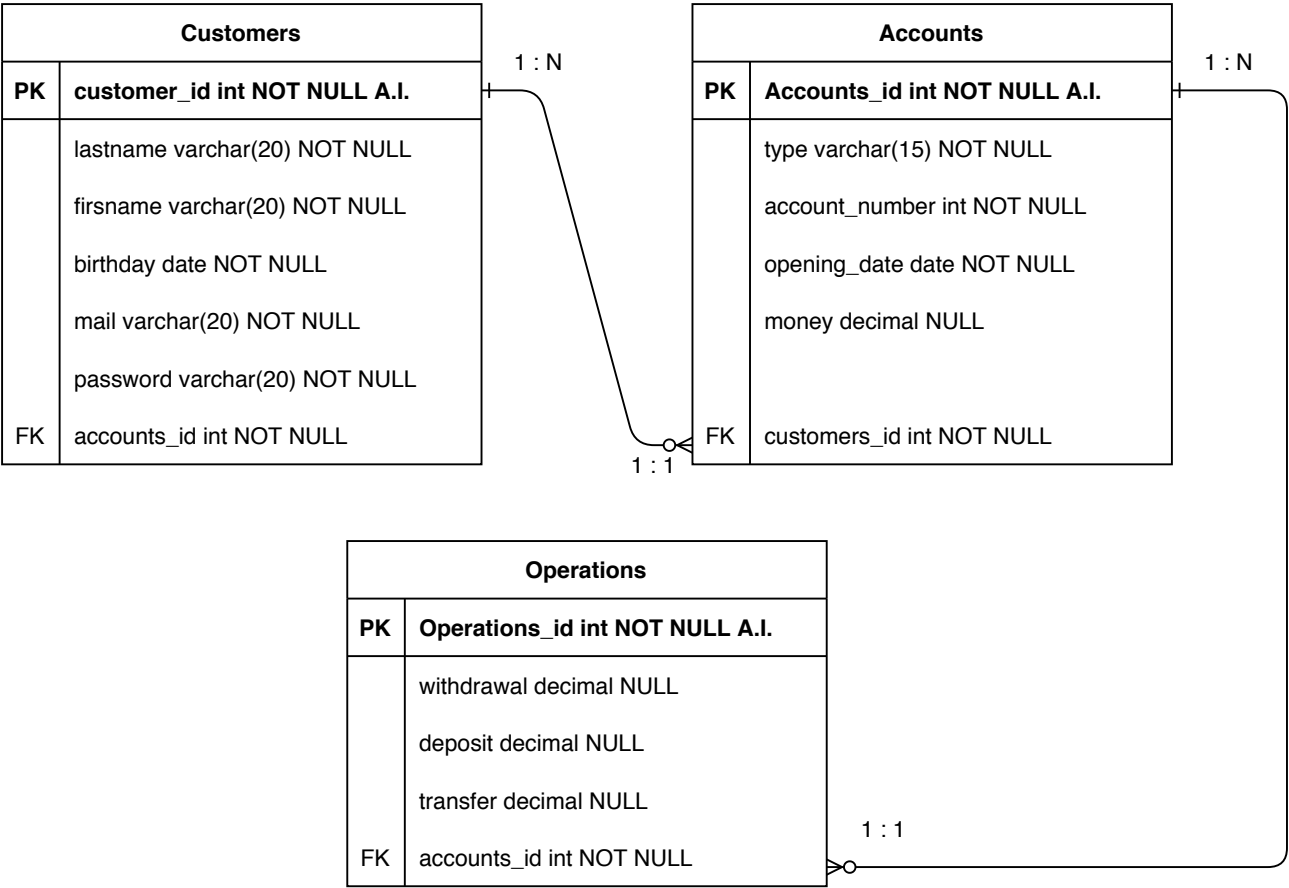 Customers
PK customer_id int NOT NULL A.I.
lastname varchar(20) NOT NULL
firsname varchar(20) NOT NULL
birthday date NOT NULL
mail varchar(20) NOT NULL
password varchar(20) NOT NULL
FK accounts_id int NOT NULL
1 : N
1 : 1
Accounts
PK Accounts_id int NOT NULL A.I.
type varchar(15) NOT NULL
account_number int NOT NULL
opening_date date NOT NULL
money decimal NULL
FK customers_id int NOT NULL
1 : N
Operations
PK Operations_id int NOT NULL A.I.
withdrawal decimal NULL
deposit decimal NULL
transfer decimal NULL
FK accounts_id int NOT NULL
1 : 1